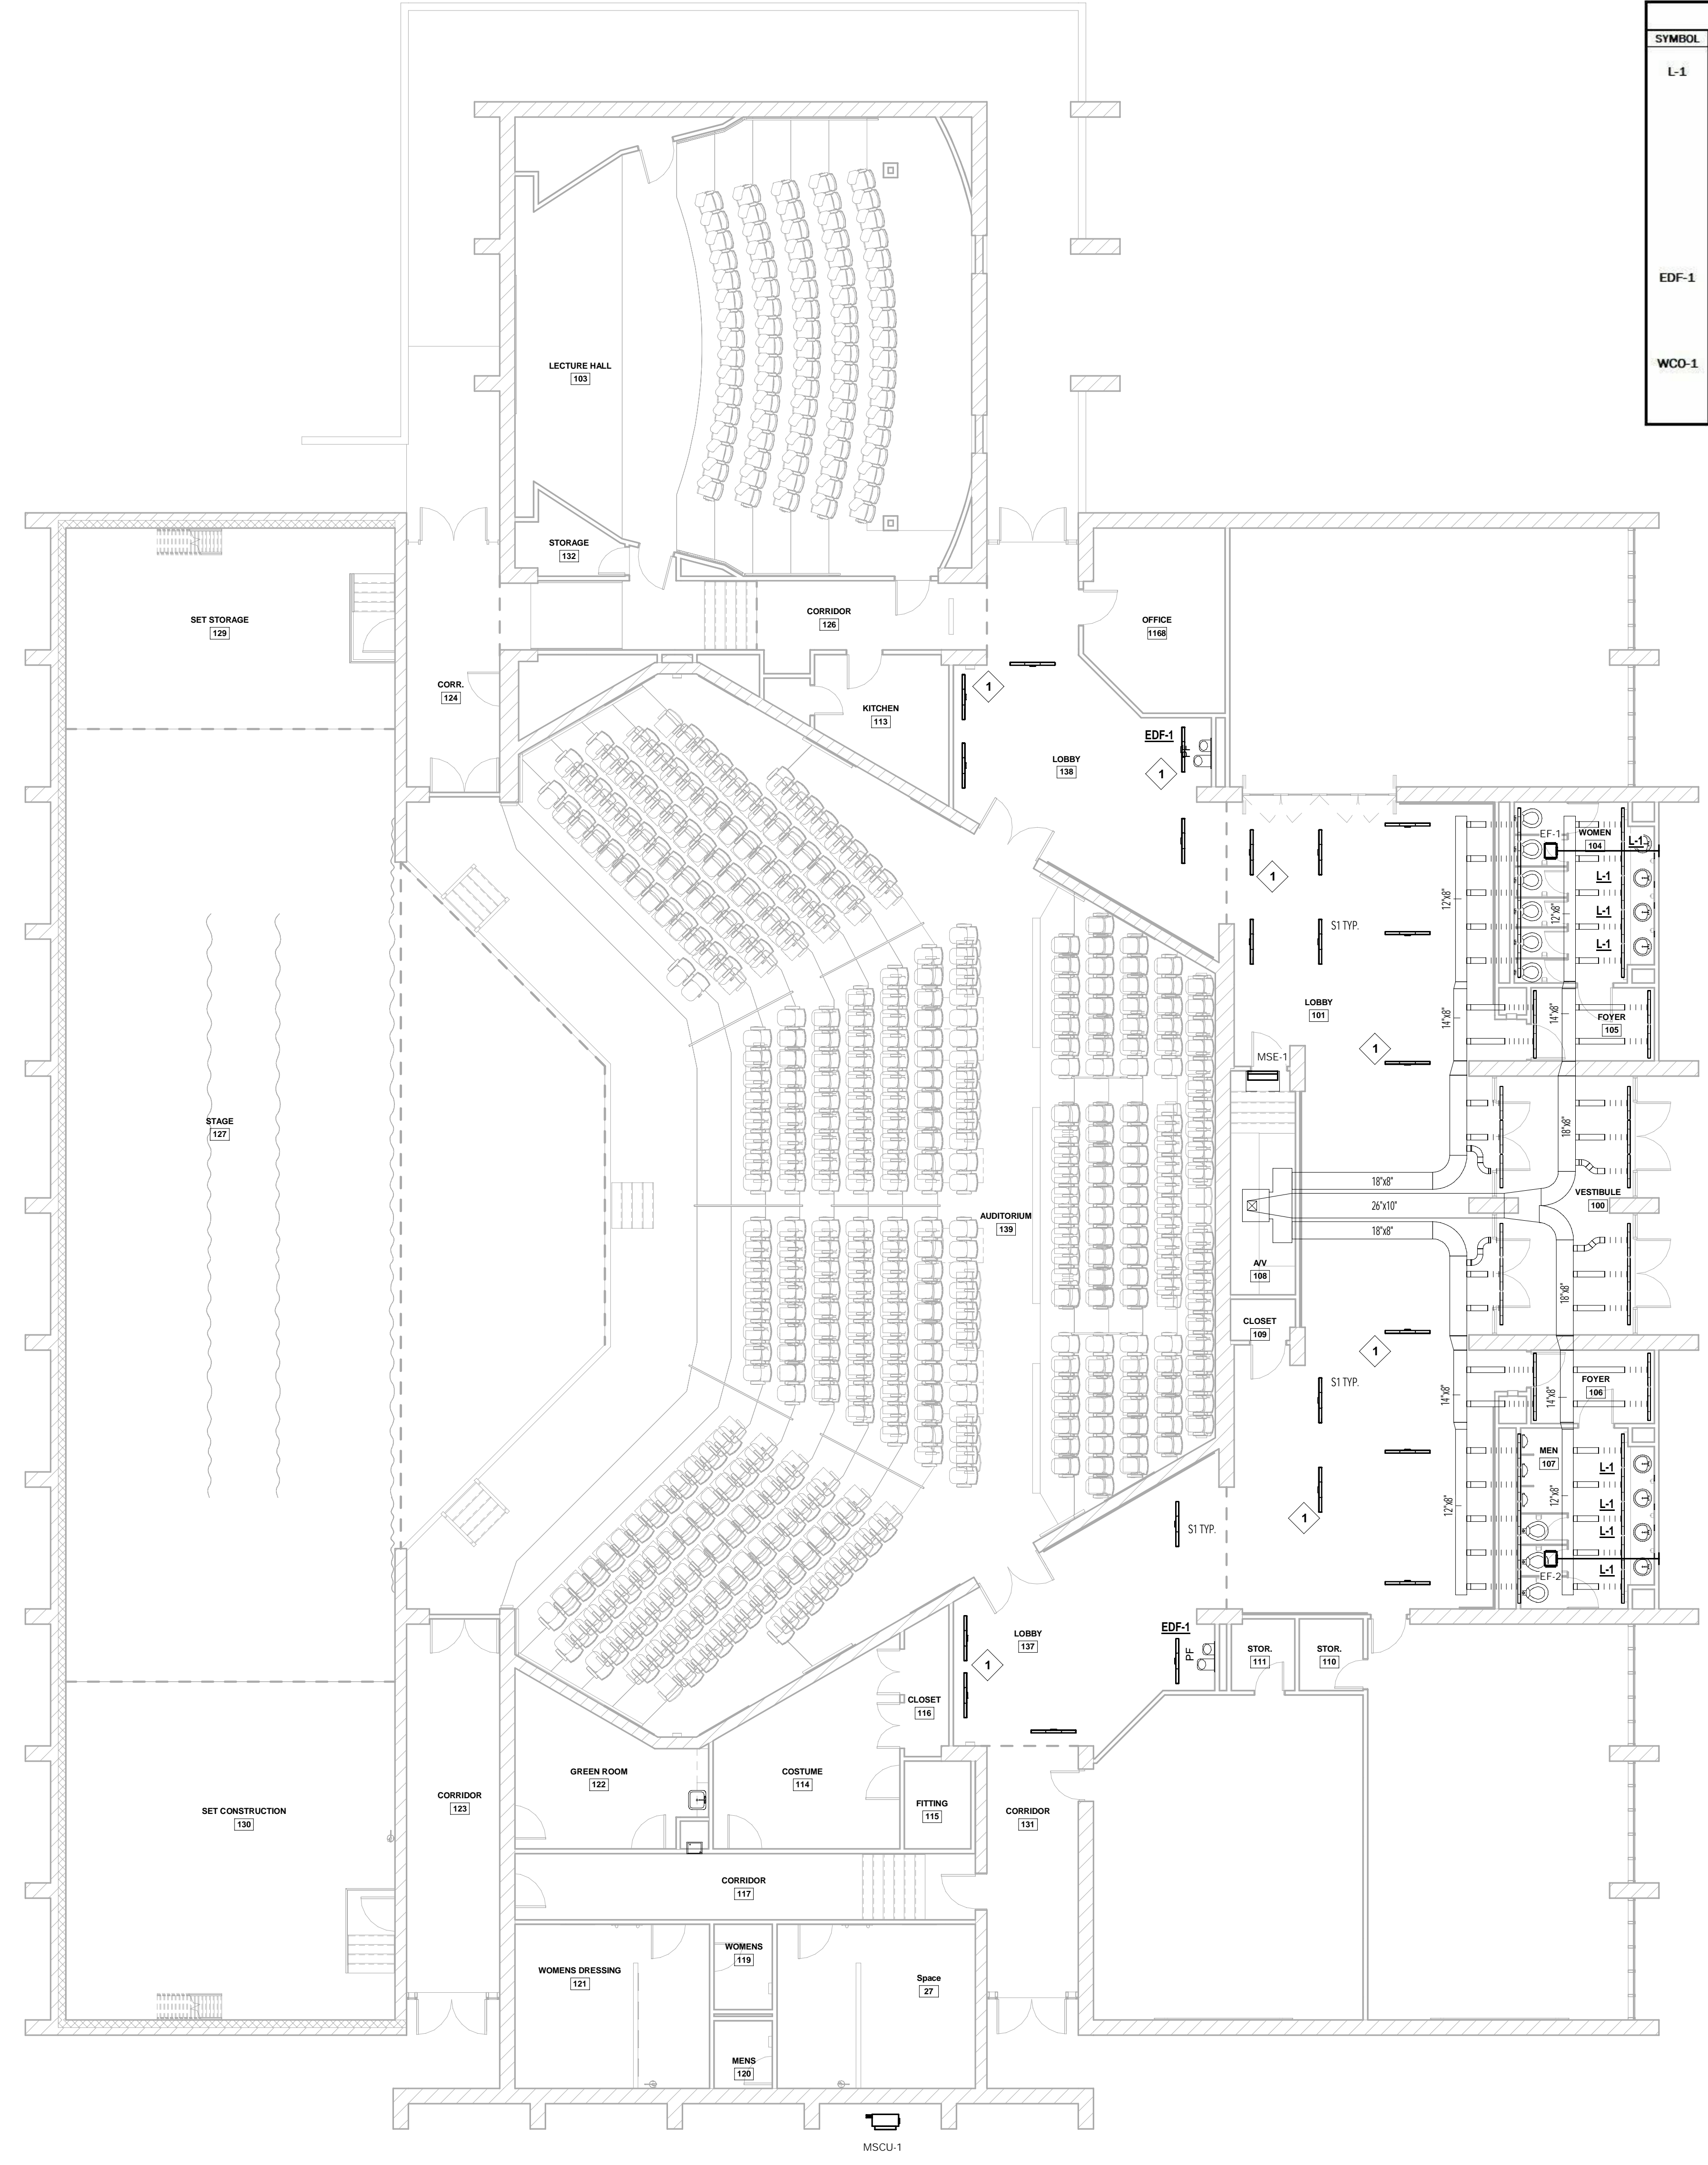 SYMBOL
L-1
EDF-1
WCO-1
LECTURE HALL
103
STORAGE
132
SET STORAGE
129
CORRIDOR
126
OFFICE
1168
CORR.
124
KITCHEN
113
1
EDF-1
PF
1
LOBBY
138
EF-1
WOMEN
104
L-1
L-1
L-1
L-1
12"x8"
12"x8"
1
S1 TYP.
LOBBY
101
14"x8"
14"x8"
FOYER
105
1
MSE-1
STAGE
127
18"x8"
18"x8"
26"x10"
18"x8"
VESTIBULE
100
AUDITORIUM
139
A/V
108
18"x8"
CLOSET
109
1
S1 TYP.
14"x8"
14"x8"
FOYER
106
MEN
107
L-1
L-1
L-1
L-1
12"x8"
12"x8"
EF-2
1
S1 TYP.
LOBBY
137
EDF-1
PF
1
STOR.
111
STOR.
110
CLOSET
116
GREEN ROOM
122
COSTUME
114
CORRIDOR
123
FITTING
115
SET CONSTRUCTION
130
CORRIDOR
131
CORRIDOR
117
WOMENS
119
WOMENS DRESSING
121
Space
27
MENS
120
MSCU-1